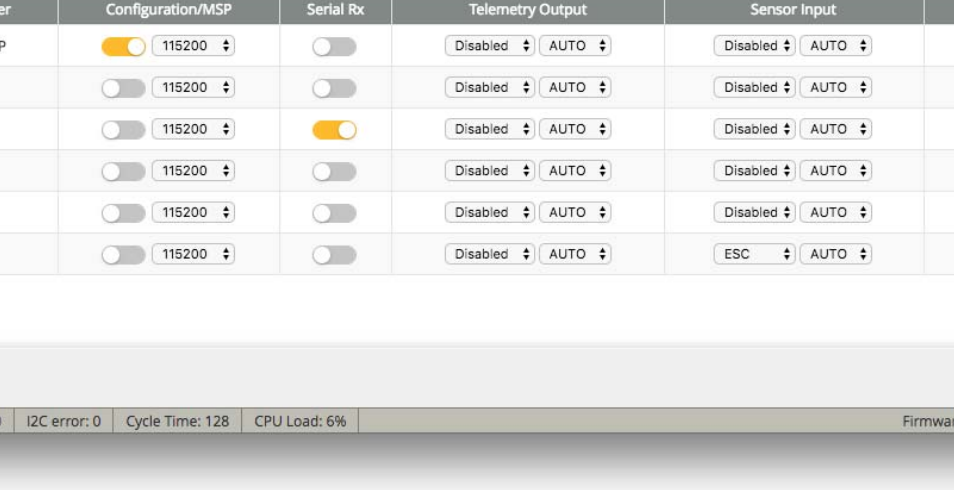 er Configuration/MSP Serial Rx Telemetry Output Sensor Input
P 115200 Disabled AUTO Disabled AUTO
115200 Disabled AUTO Disabled AUTO
115200 Disabled AUTO Disabled AUTO
115200 Disabled AUTO Disabled AUTO
115200 Disabled AUTO Disabled AUTO
115200 Disabled AUTO ESC AUTO
I2C error: 0 Cycle Time: 128 CPU Load: 6% Firmwar